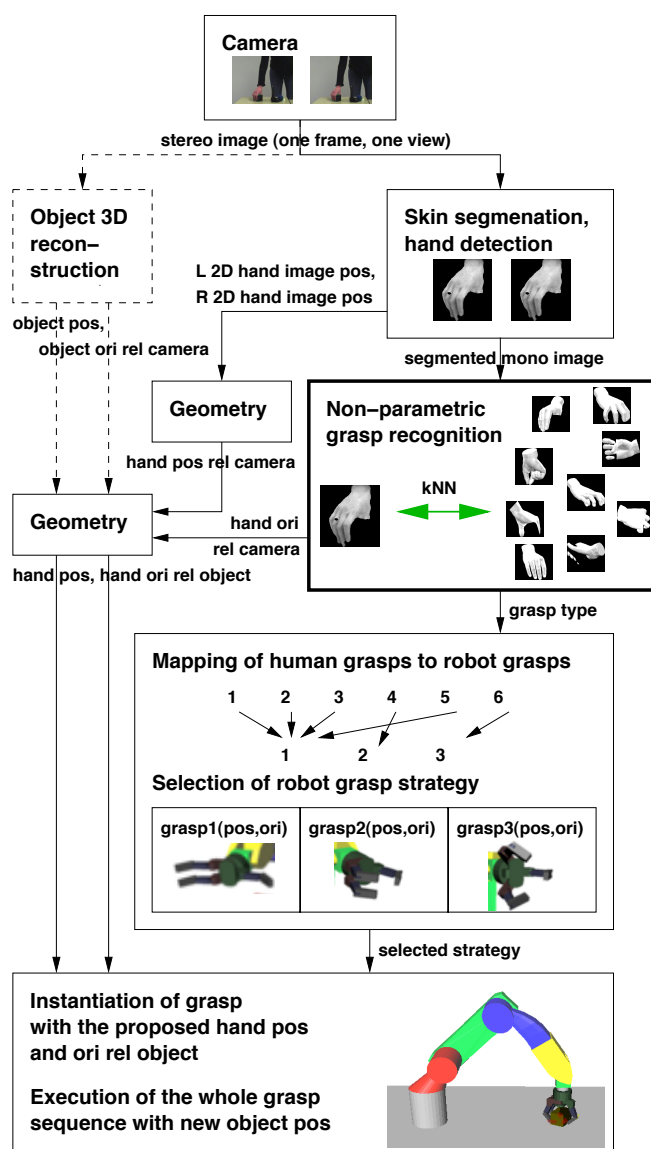 Camera
stereo image (one frame, one view)
Object 3D
recon–
struction
Skin segmenation,
hand detection
L 2D hand image pos,
R 2D hand image pos
object pos,
object ori rel camera
segmented mono image
Geometry
Non–parametric
grasp recognition
hand pos rel camera
kNN
Geometry
hand ori
rel camera
hand pos, hand ori rel object
grasp type
Mapping of human grasps to robot grasps
1 2 3 4 5 6
1 2 3
Selection of robot grasp strategy
grasp1(pos,ori) grasp2(pos,ori) grasp3(pos,ori)
selected strategy
Instantiation of grasp
with the proposed hand pos
and ori rel object
Execution of the whole grasp
sequence with new object pos